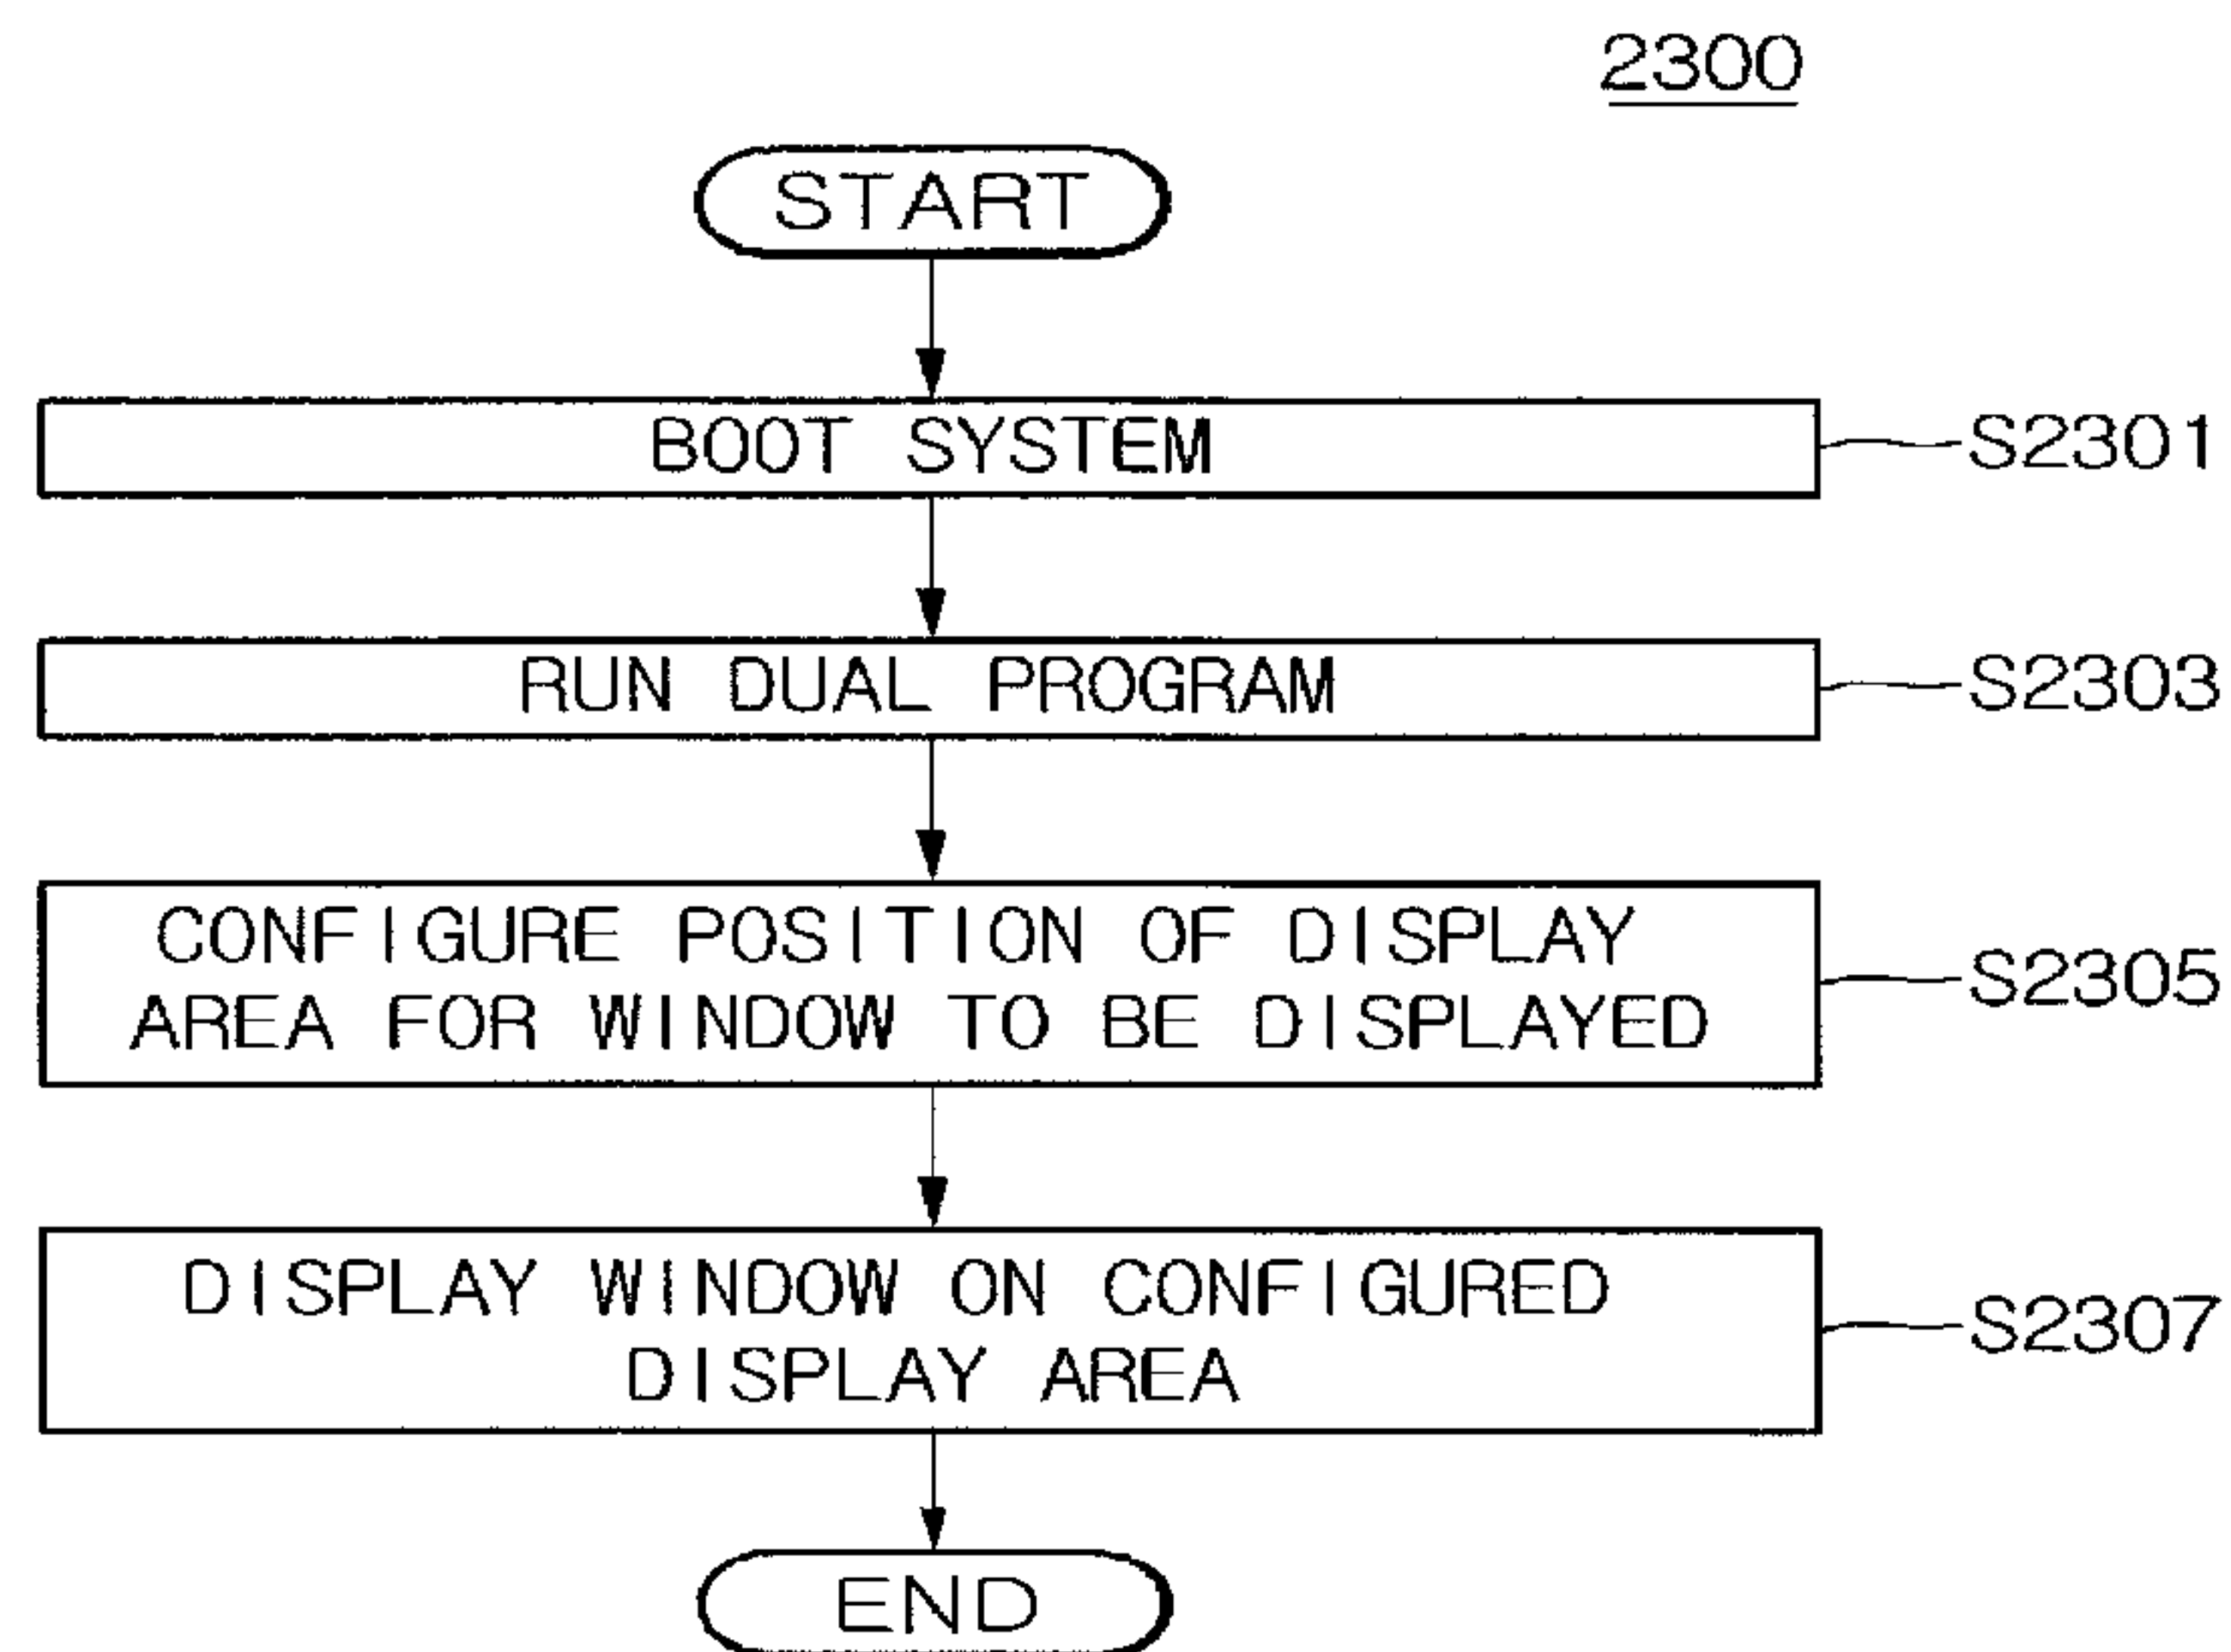 2300
START
BOOT SYSTEM
S2301
RUN DUAL PROGRAM
S2303
CONFIGURE POSITION OF DISPLAY
AREA FOR WINDOW TO BE DISPLAYED
S2305
DISPLAY WINDOW ON CONFIGURED
DISPLAY AREA
S2307
END